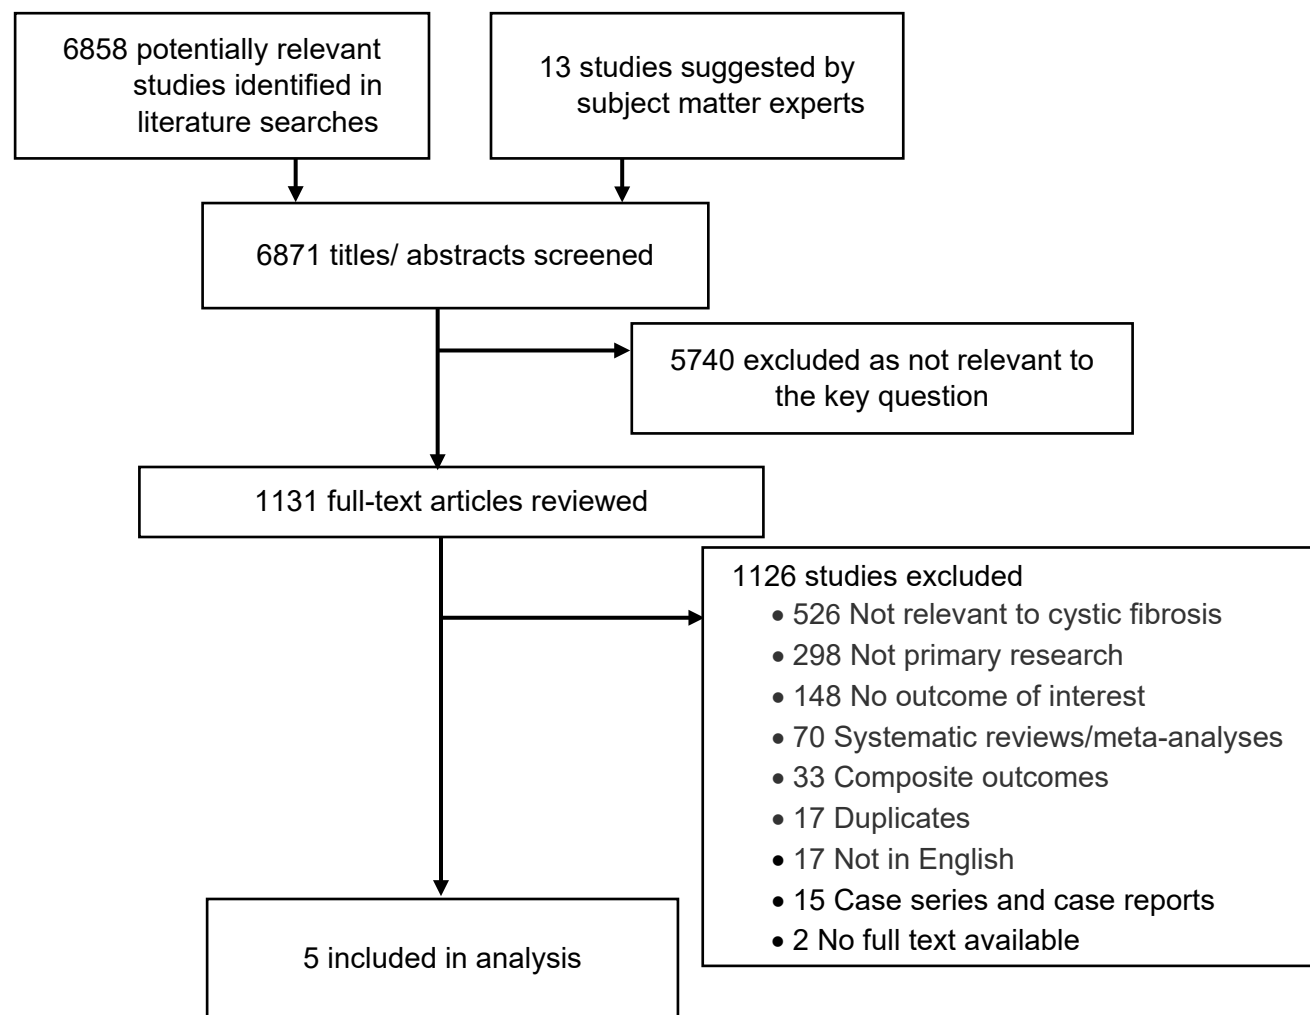 6858 potentially relevant
studies identified in
literature searches
13 studies suggested by
subject matter experts
6871 titles/ abstracts screened
5740 excluded as not relevant to
the key question
1131 full-text articles reviewed
1126 studies excluded
• 526 Not relevant to cystic fibrosis
• 298 Not primary research
• 148 No outcome of interest
• 70 Systematic reviews/meta-analyses
• 33 Composite outcomes
• 17 Duplicates
• 17 Not in English
• 15 Case series and case reports
• 2 No full text available
5 included in analysis